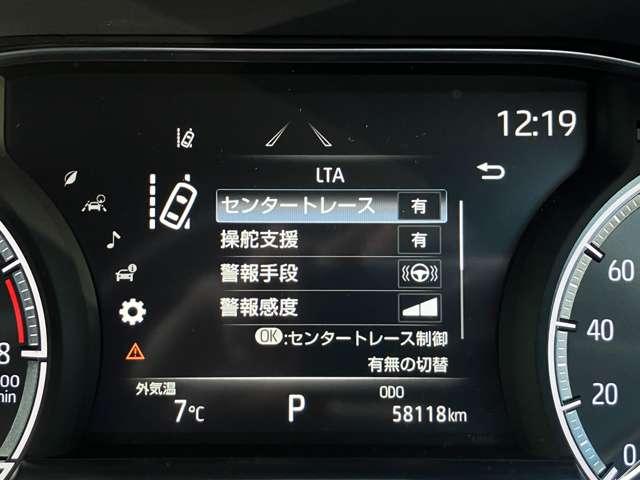 12:19
LTA
センタートレース 有
操舵支援 有
警報手段
警報感度
OK:センタートレース制御
有無の切替
外気温
7℃
P
ODO
58118km
8
60
40
20
0